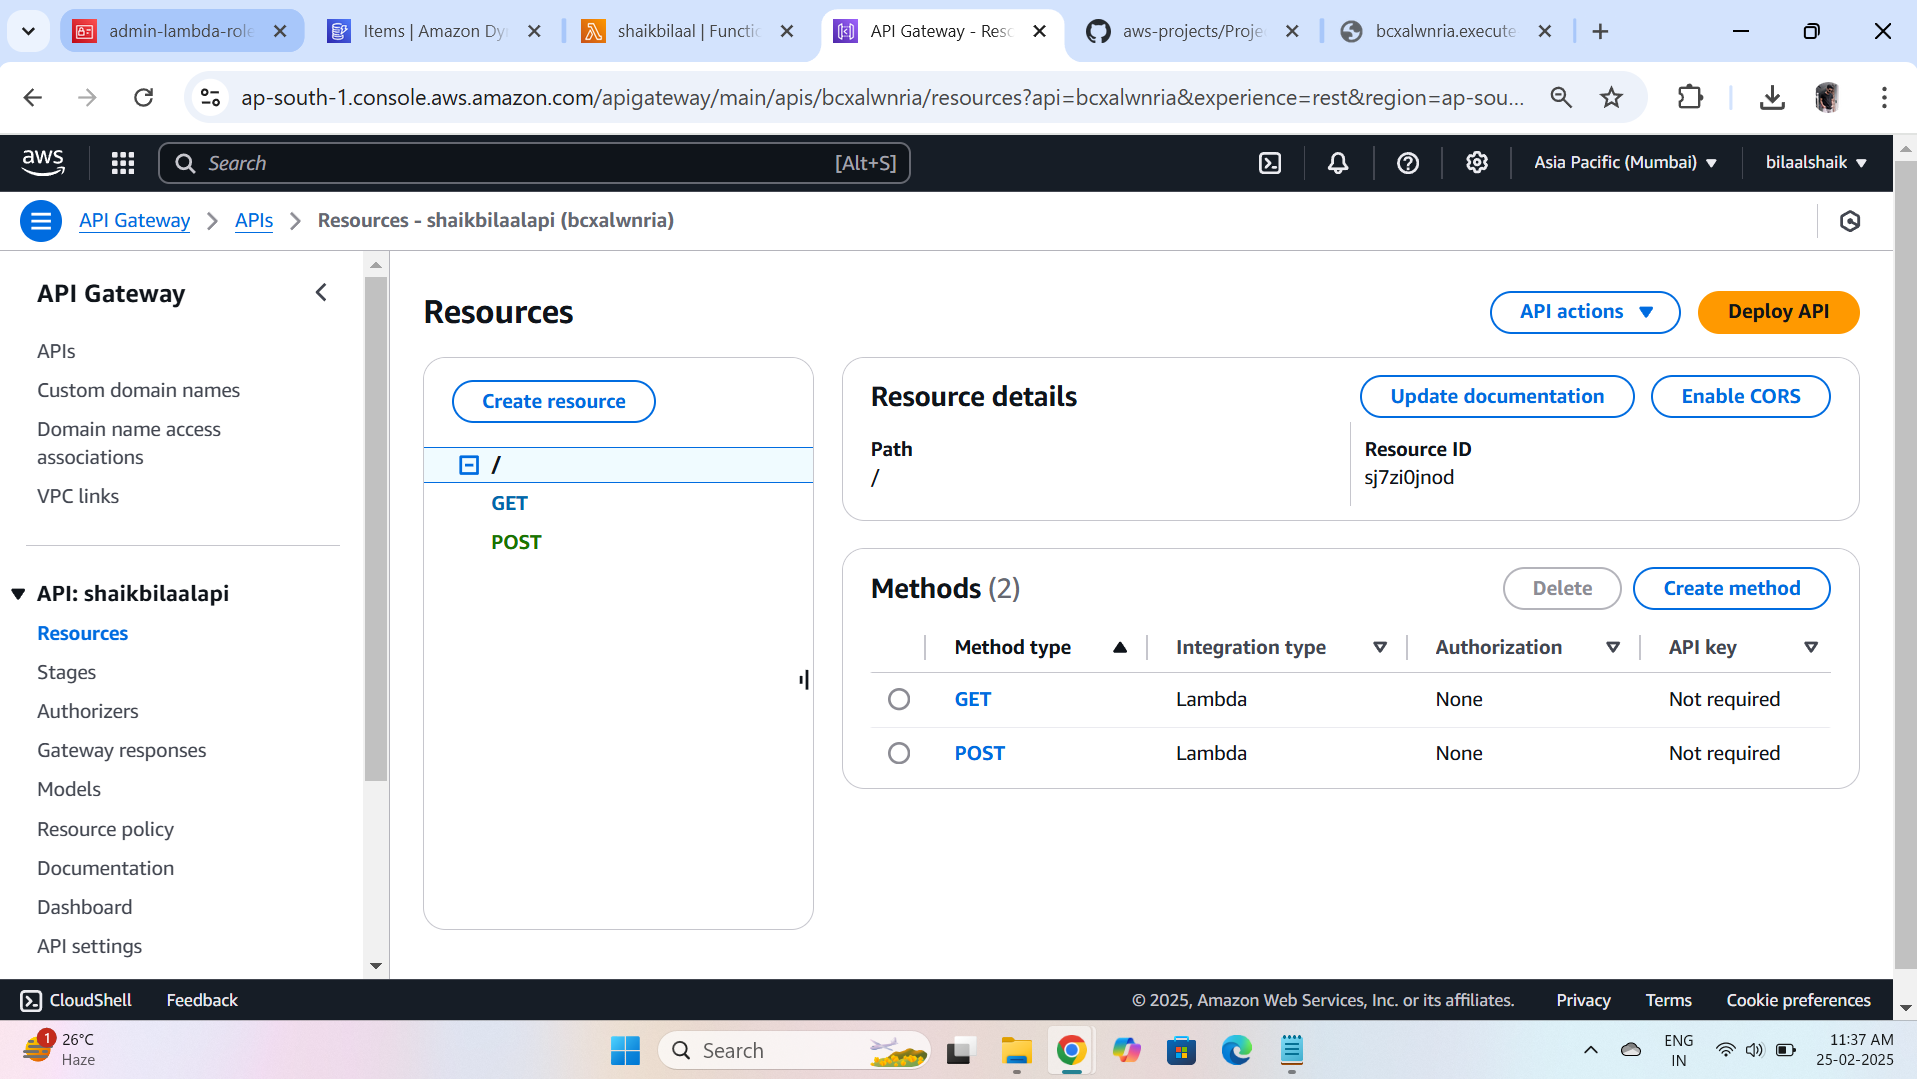 admin-lambda-role
Items | Amazon Dy
shaikbilaal | Functio
API Gateway - Reso
aws-projects/Proje
bcxalwnria.execute
ap-south-1.console.aws.amazon.com/apigateway/main/apis/bcxalwnria/resources?api=bcxalwnria&experience=rest&region=ap-sou...
aws
Search
[Alt+S]
Asia Pacific (Mumbai)
bilaalshaik
API Gateway
APIs
Resources - shaikbilaalapi (bcxalwnria)
API Gateway
APIs
Custom domain names
Domain name access
associations
VPC links
API: shaikbilaalapi
Resources
Stages
Authorizers
Gateway responses
Models
Resource policy
Documentation
Dashboard
API settings
Resources
API actions
Deploy API
Create resource
/
GET
POST
Resource details
Update documentation
Enable CORS
Path
/
Resource ID
sj7zi0jnod
Methods (2)
Delete
Create method
Method type
Integration type
Authorization
API key
GET
Lambda
None
Not required
POST
Lambda
None
Not required
CloudShell
Feedback
© 2025, Amazon Web Services, Inc. or its affiliates.
Privacy
Terms
Cookie preferences
1
26°C
Haze
Search
ENG
IN
11:37 AM
25-02-2025